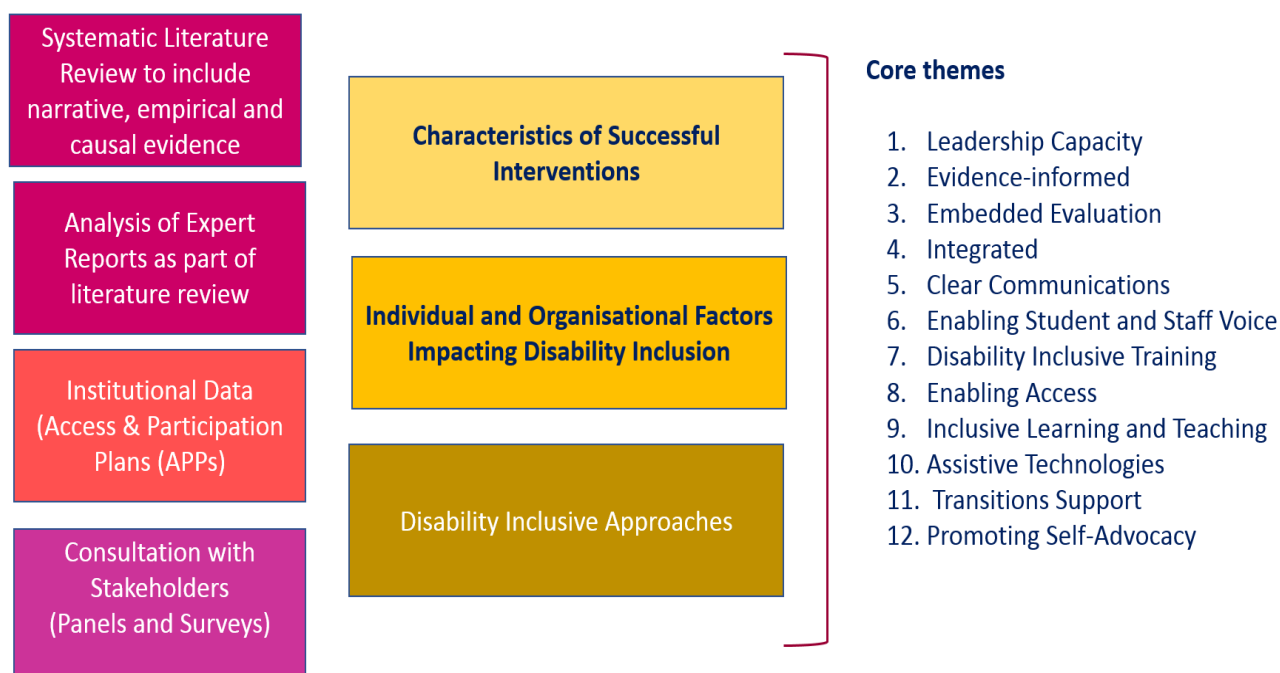 Systematic Literature
Review to include
narrative, empirical and
causal evidence
Analysis of Expert
Reports as part of
literature review
Institutional Data
(Access & Participation
Plans (APPs)
Consultation with
Stakeholders
(Panels and Surveys)
Characteristics of Successful
Interventions
Individual and Organisational Factors
Impacting Disability Inclusion
Disability Inclusive Approaches
Core themes
1. Leadership Capacity
2. Evidence-informed
3. Embedded Evaluation
4. Integrated
5. Clear Communications
6. Enabling Student and Staff Voice
7. Disability Inclusive Training
8. Enabling Access
9. Inclusive Learning and Teaching
10. Assistive Technologies
11. Transitions Support
12. Promoting Self-Advocacy